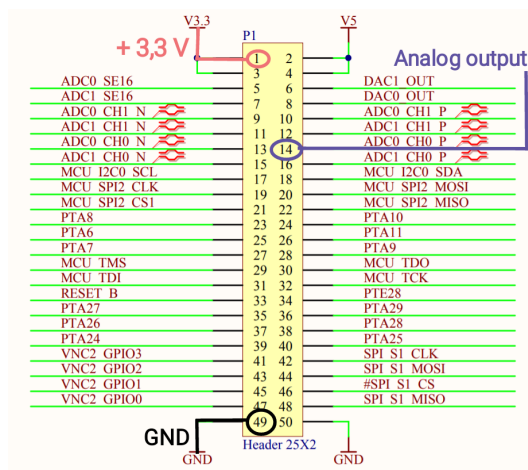 V3.3 V5
P1
+ 3,3 V
Analog output
1 2
3 4
ADC0 SE16 5 6 DAC1 OUT
ADC1 SE16 7 8 DAC0 OUT
ADC0 CH1 N 9 10 ADC0 CH1 P
ADC1 CH1 N 11 12 ADC1 CH1 P
ADC0 CH0 N 13 14 ADC0 CH0 P
ADC1 CH0 N 15 16 ADC1 CH0 P
MCU I2C0 SCL 17 18 MCU I2C0 SDA
MCU SPI2 CLK 19 20 MCU SPI2 MOSI
MCU SPI2 CS1 21 22 MCU SPI2 MISO
PTA8 23 24 PTA10
PTA6 25 26 PTA11
PTA7 27 28 PTA9
MCU TMS 29 30 MCU TDO
MCU TDI 31 32 MCU TCK
RESET B 33 34 PTE28
PTA27 35 36 PTA29
PTA26 37 38 PTA28
PTA24 39 40 PTA25
VNC2 GPIO3 41 42 SPI S1 CLK
VNC2 GPIO2 43 44 SPI S1 MOSI
VNC2 GPIO1 45 46 #SPI S1 CS
VNC2 GPIO0 47 48 SPI S1 MISO
49 50
GND
Header 25X2
GND GND